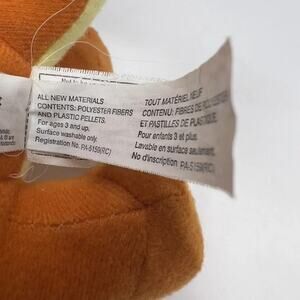 ALL NEW MATERIALS
CONTENTS: POLYESTER FIBERS
AND PLASTIC PELLETS.
For ages 3 and up.
Surface washable only.
Registration No. PA-5159(RC)
TOUT MATÉRIEL NEUF
CONTENU: FIBRES DE POLYESTER
ET PASTILLES DE PLASTIQUE.
Pour enfants 3 et plus.
Lavable en surface seulement.
No d'inscription PA-5159(RC)